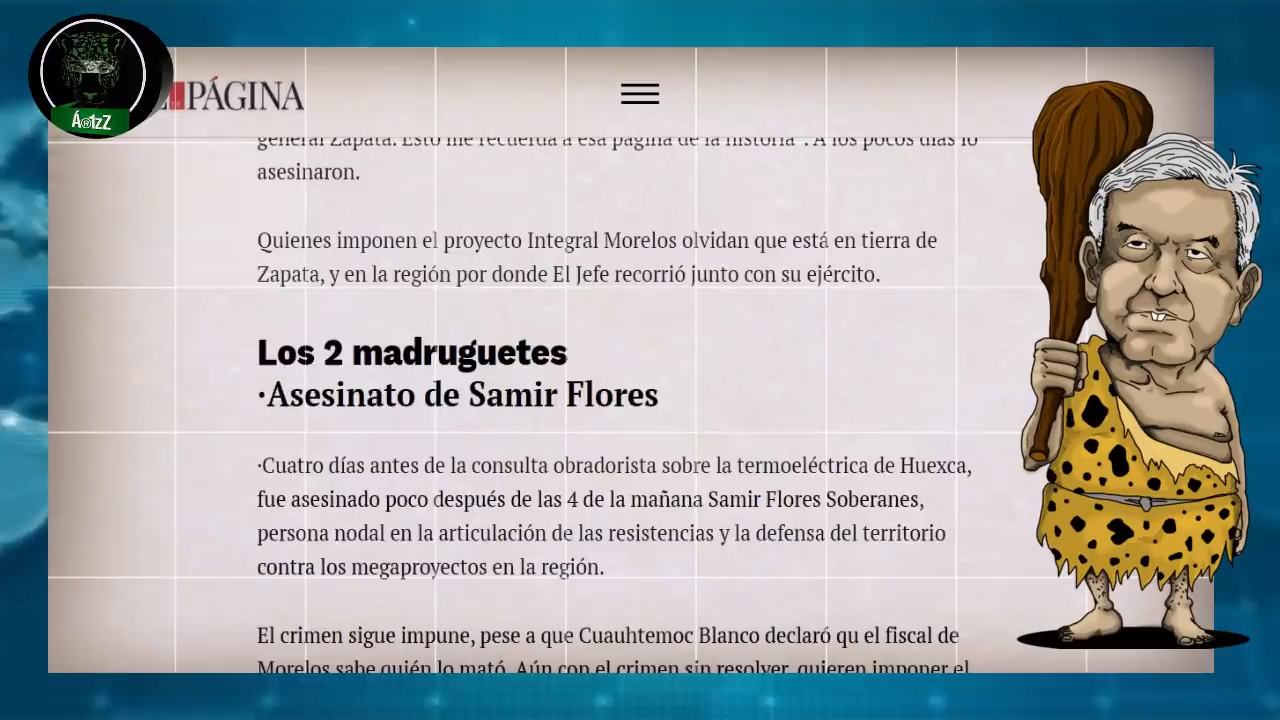 Á®1zZ
PÁGINA
general Zapata. Esto me recuerda a esa página de la historia". A los pocos días lo
asesinaron.
Quienes imponen el proyecto Integral Morelos olvidan que está en tierra de
Zapata, y en la región por donde El Jefe recorrió junto con su ejército.
Los 2 madruguetes
·Asesinato de Samir Flores
·Cuatro días antes de la consulta obradorista sobre la termoeléctrica de Huexca,
fue asesinado poco después de las 4 de la mañana Samir Flores Soberanes,
persona nodal en la articulación de las resistencias y la defensa del territorio
contra los megaproyectos en la región.
El crimen sigue impune, pese a que Cuauhtemoc Blanco declaró qu el fiscal de
Morelos sabe quién lo mató. Aún con el crimen sin resolver, quieren imponer el